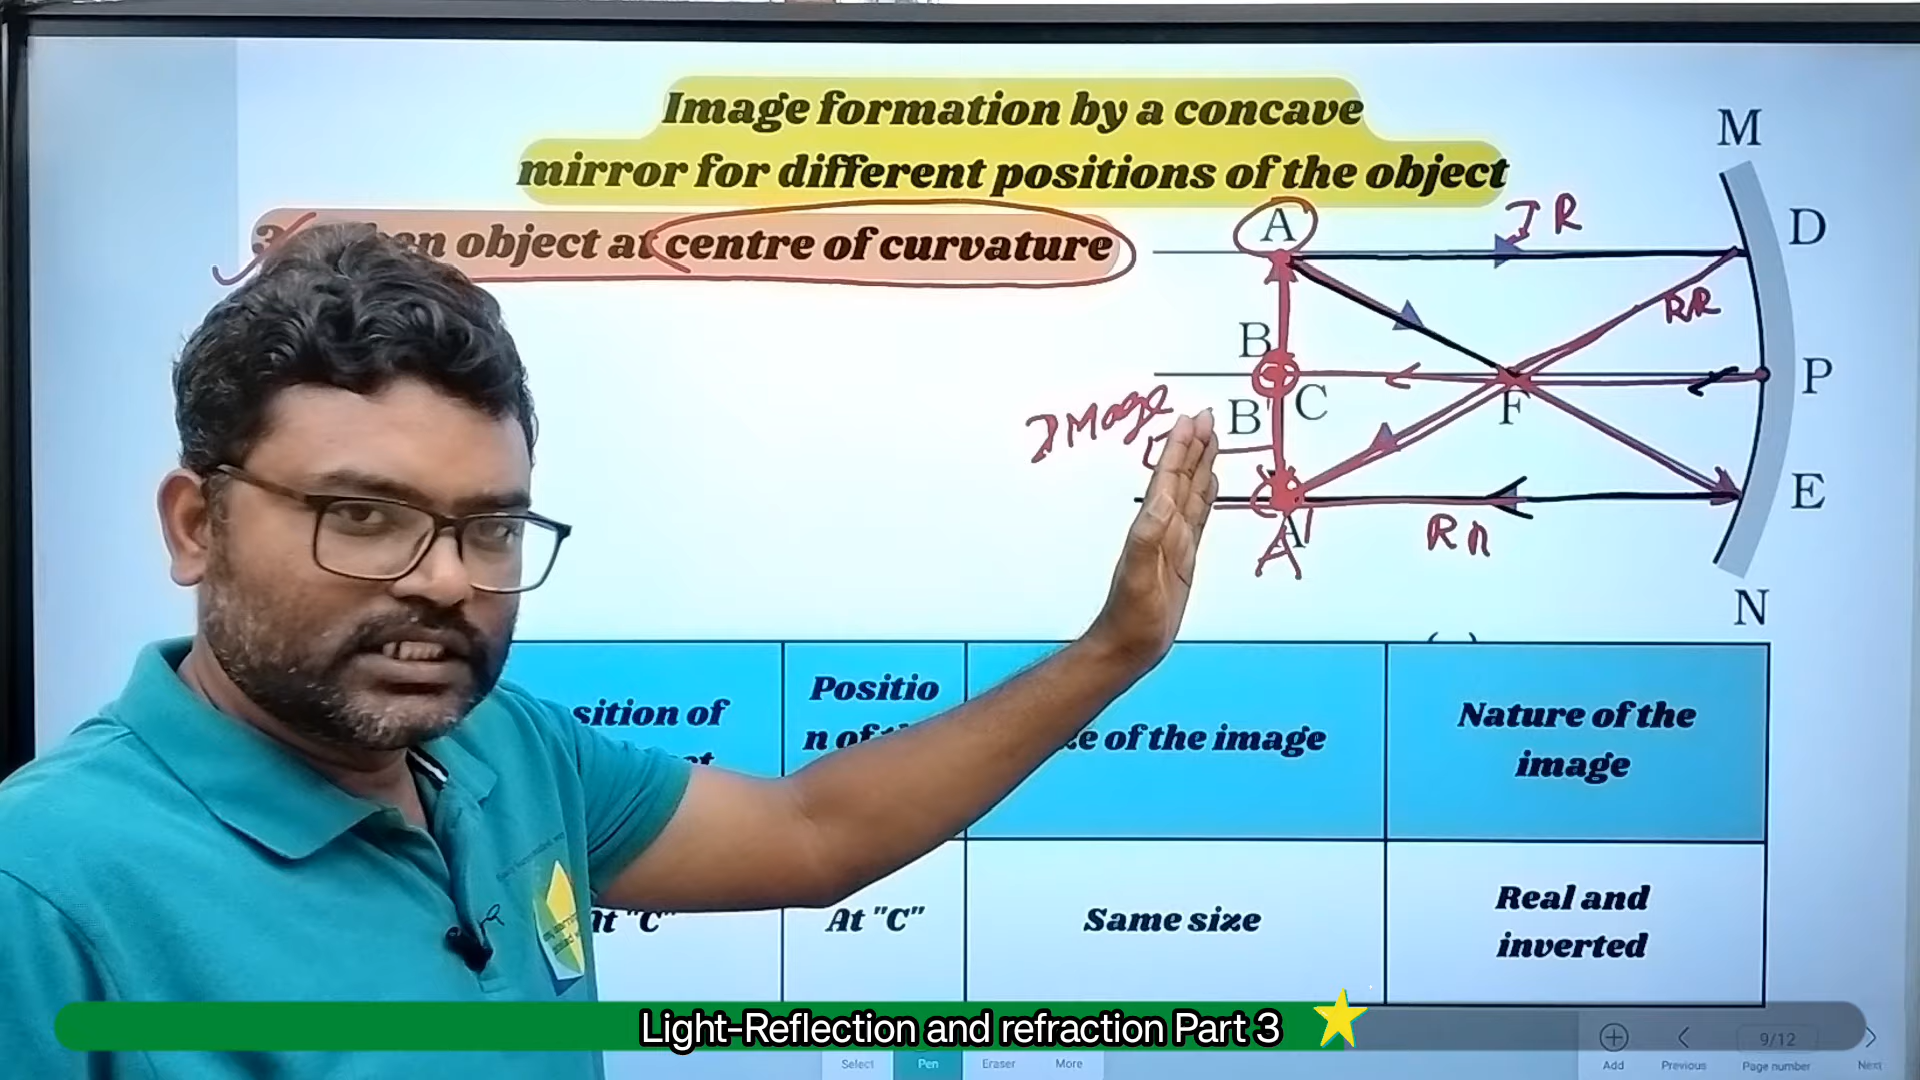 Image formation by a concave
mirror for different positions of the object
object at centre of curvature
M
A
IR
D
RR
B
P
Image
B'
C
F
E
A'
A'
RR
N
Positio
n of
of the image
Nature of the
image
sition of
At "C"
Same size
Real and
inverted
Light-Reflection and refraction Part 3
Select
Pen
Eraser
More
Add
Previous
9/12
Page number
Next